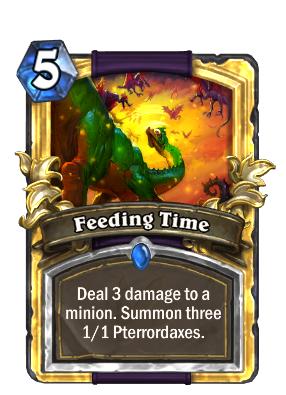 5
Feeding Time
Deal 3 damage to a
minion. Summon three
1/1 Pterrordaxes.